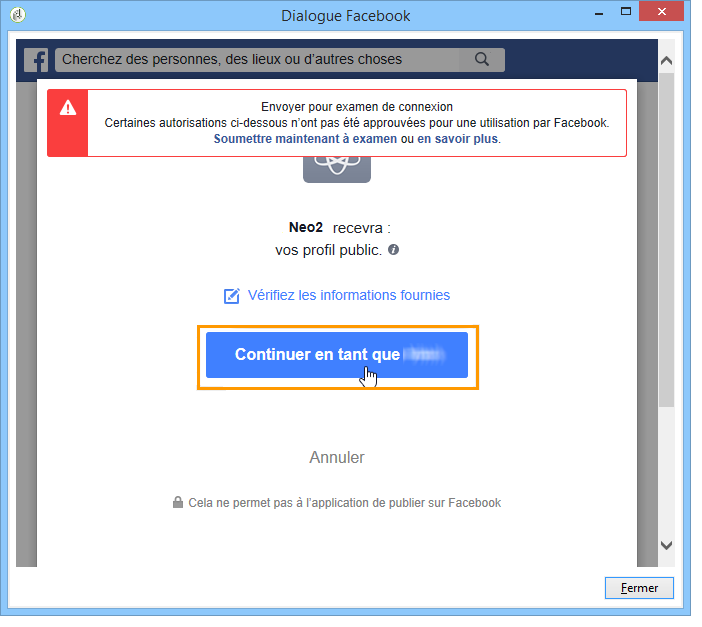 Dialogue Facebook
Cherchez des personnes, des lieux ou d'autres choses
Envoyer pour examen de connexion
Certaines autorisations ci-dessous n'ont pas été approuvées pour une utilisation par Facebook.
Soumettre maintenant à examen ou en savoir plus.
Neo2 recevra :
vos profil public.
Vérifiez les informations fournies
Continuer en tant que
Annuler
Cela ne permet pas à l'application de publier sur Facebook
Fermer